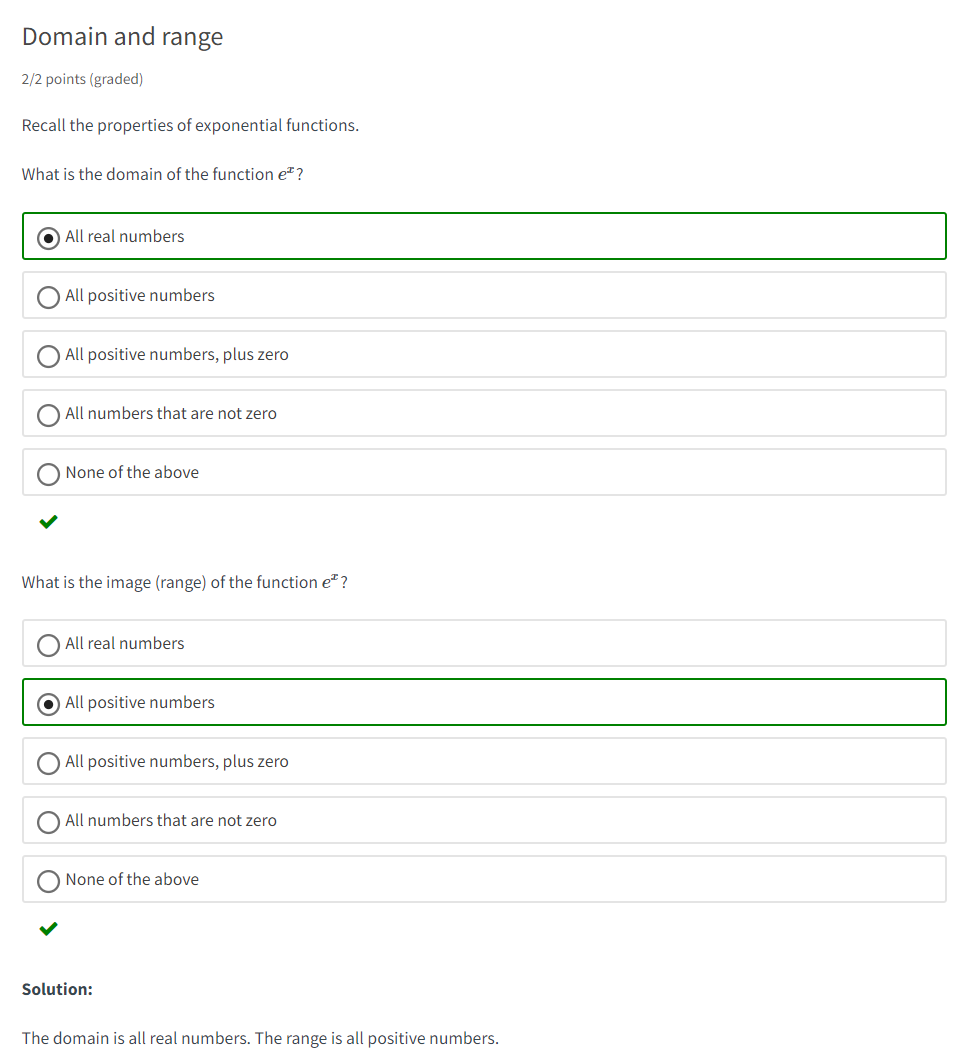 Domain and range
2/2 points (graded)
Recall the properties of exponential functions.
What is the domain of the function eˣ?
All real numbers
All positive numbers
All positive numbers, plus zero
All numbers that are not zero
None of the above
What is the image (range) of the function eˣ?
All real numbers
All positive numbers
All positive numbers, plus zero
All numbers that are not zero
None of the above
Solution:
The domain is all real numbers. The range is all positive numbers.